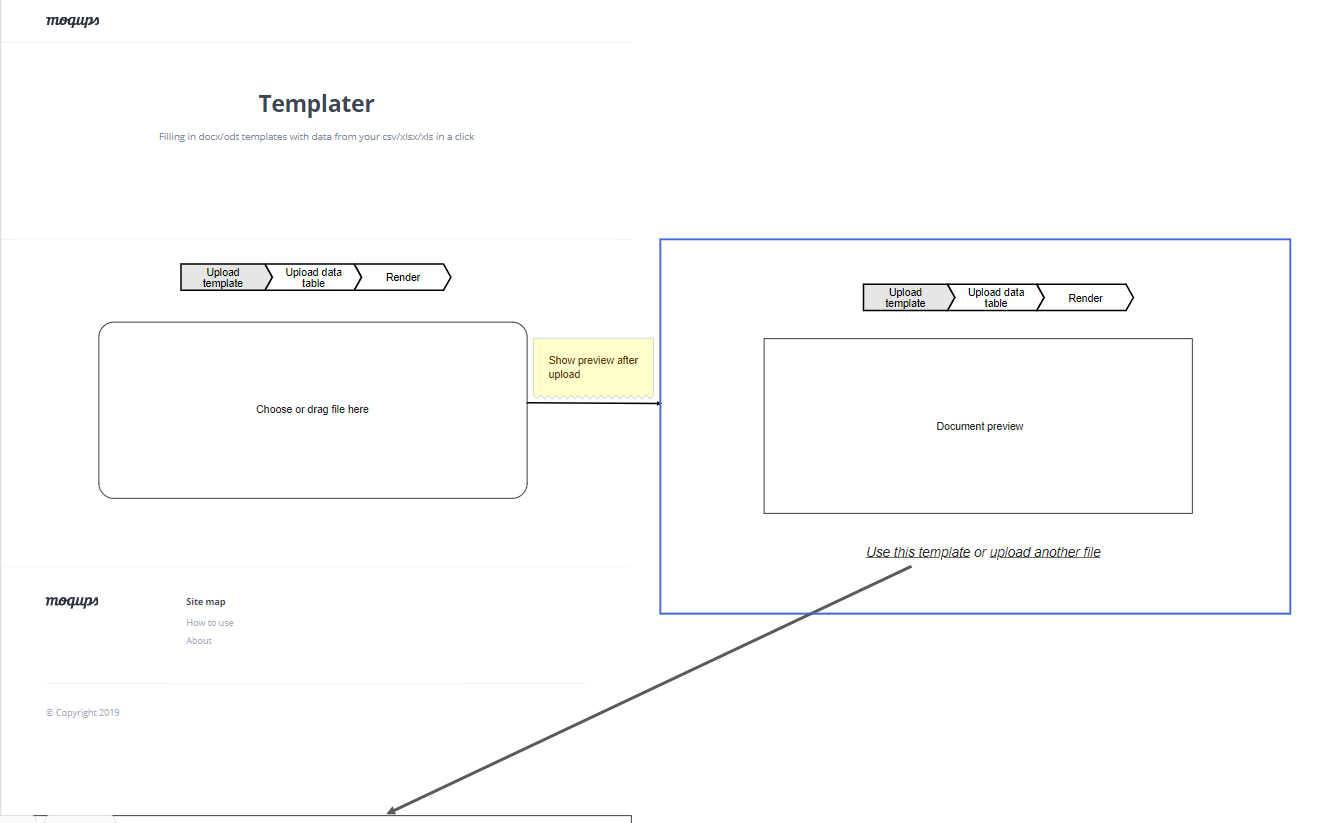 moqups
Templater
Filling in docx/odt templates with data from your csv/xlsx/xls in a click
Upload
template
Upload data
table
Render
Choose or drag file here
Show preview after
upload
Upload
template
Upload data
table
Render
Document preview
Use this template or upload another file
moqups
Site map
How to use
About
© Copyright 2019